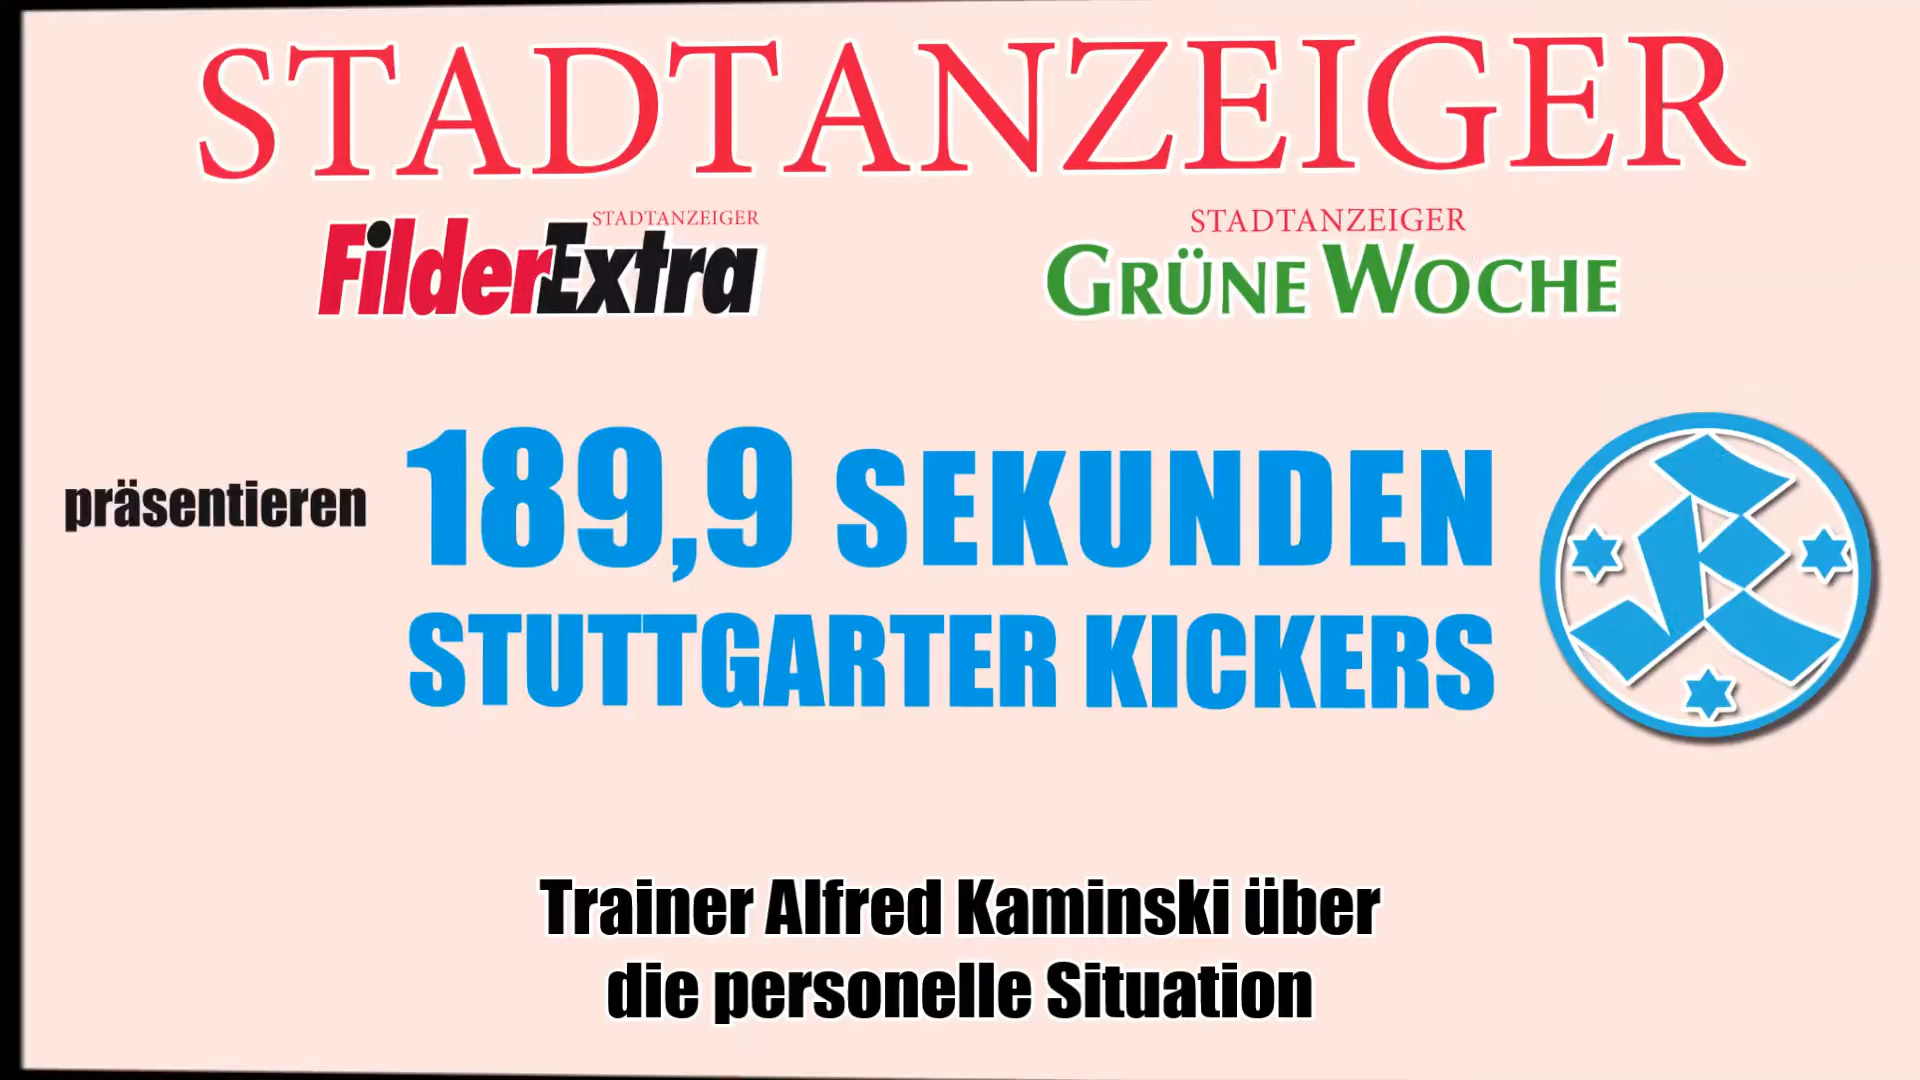 STADTANZEIGER
STADTANZEIGER
FilderExtra
STADTANZEIGER
GRÜNE WOCHE
präsentieren
189,9 SEKUNDEN
STUTTGARTER KICKERS
Trainer Alfred Kaminski über
die personelle Situation